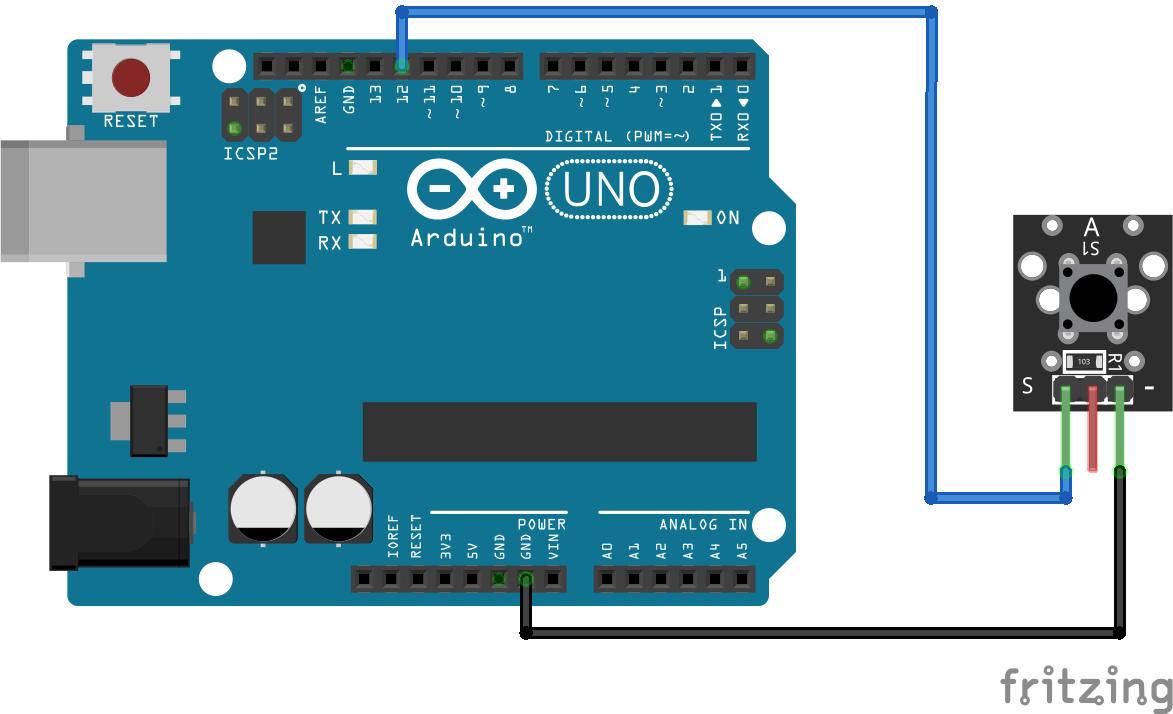 RESET
ICSP2
AREF
GND
13
12
~11
~10
~9
8
7
~6
~5
4
~3
2
TX0▶1
RX0◀0
DIGITAL (PWM=~)
L
TX
RX
Arduino™
UNO
ON
1
ICSP
A
S1
103
R1
S
-
IOREF
RESET
3V3
5V
GND
GND
VIN
POWER
A0
A1
A2
A3
A4
A5
ANALOG IN
fritzing